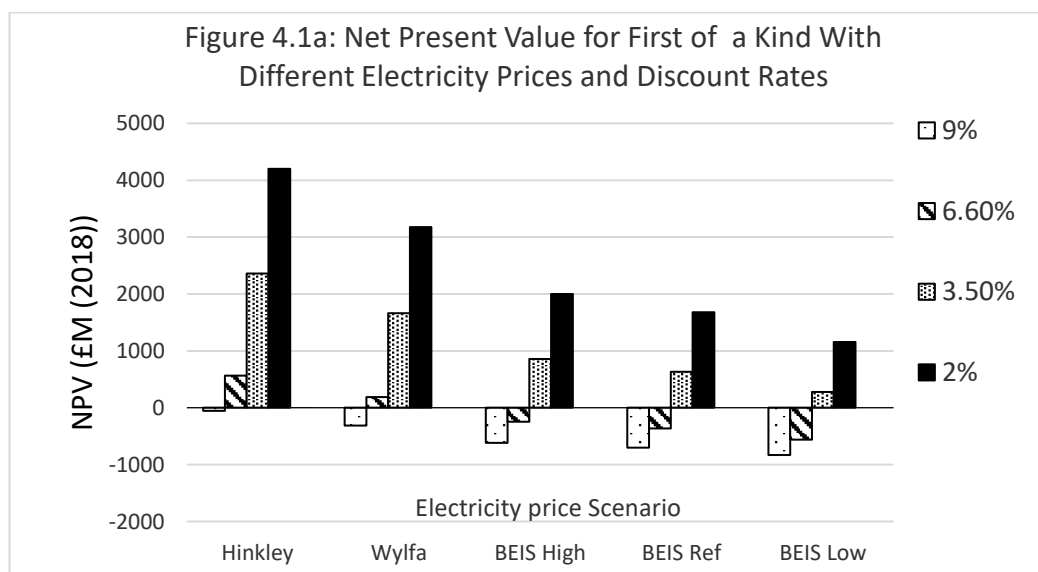 Figure 4.1a: Net Present Value for First of  a Kind With
Different Electricity Prices and Discount Rates
NPV (£M (2018))
5000
4000
3000
2000
1000
0
-1000
-2000
Electricity price Scenario
Hinkley
Wylfa
BEIS High
BEIS Ref
BEIS Low
9%
6.60%
3.50%
2%